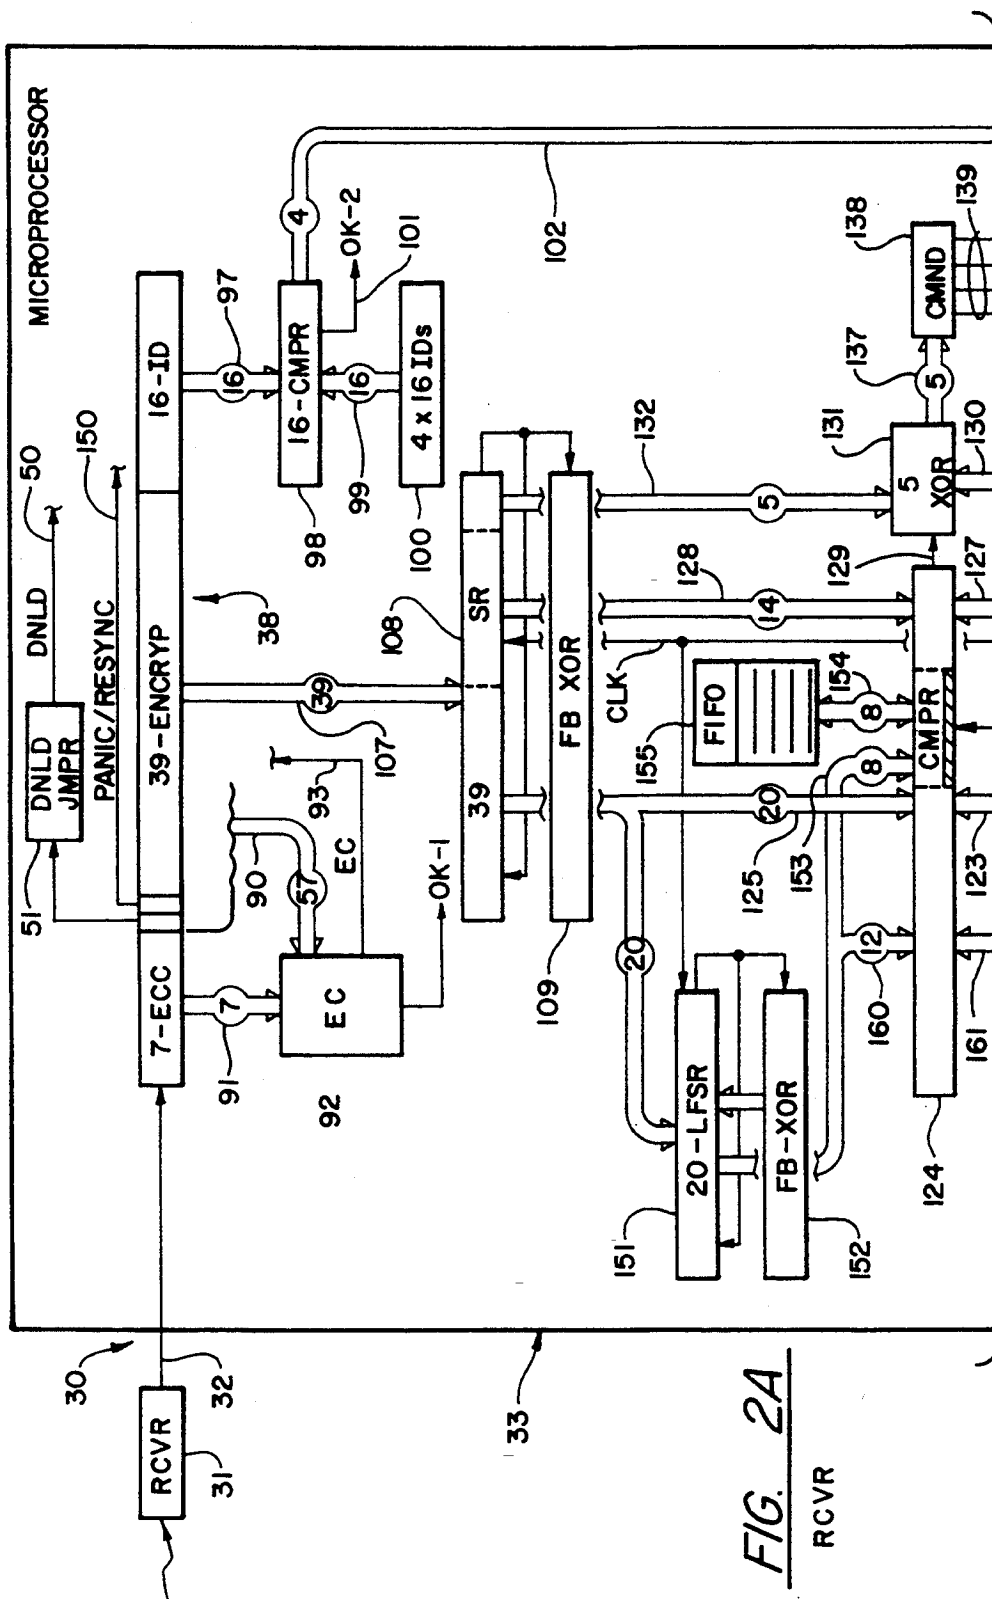 MICROPROCESSOR
50
DNLD
51
DNLD
JMPR
150
PANIC/RESYNC
7-ECC
39-ENCRYP
16-ID
38
30
RCVR
31
32
33
7
91
90
57
EC
92
EC
93
OK-1
39
107
16
97
16-CMPR
98
4
OK-2
101
102
16
99
4 x 16 IDs
100
108
39
SR
FB XOR
109
CLK
20
20
125
14
128
5
132
FIFO
155
8
154
8
153
20-LFSR
151
FB-XOR
152
12
160
CMPR
124
161
123
127
129
5
XOR
131
130
5
137
CMND
138
139
FIG. 2A
RCVR